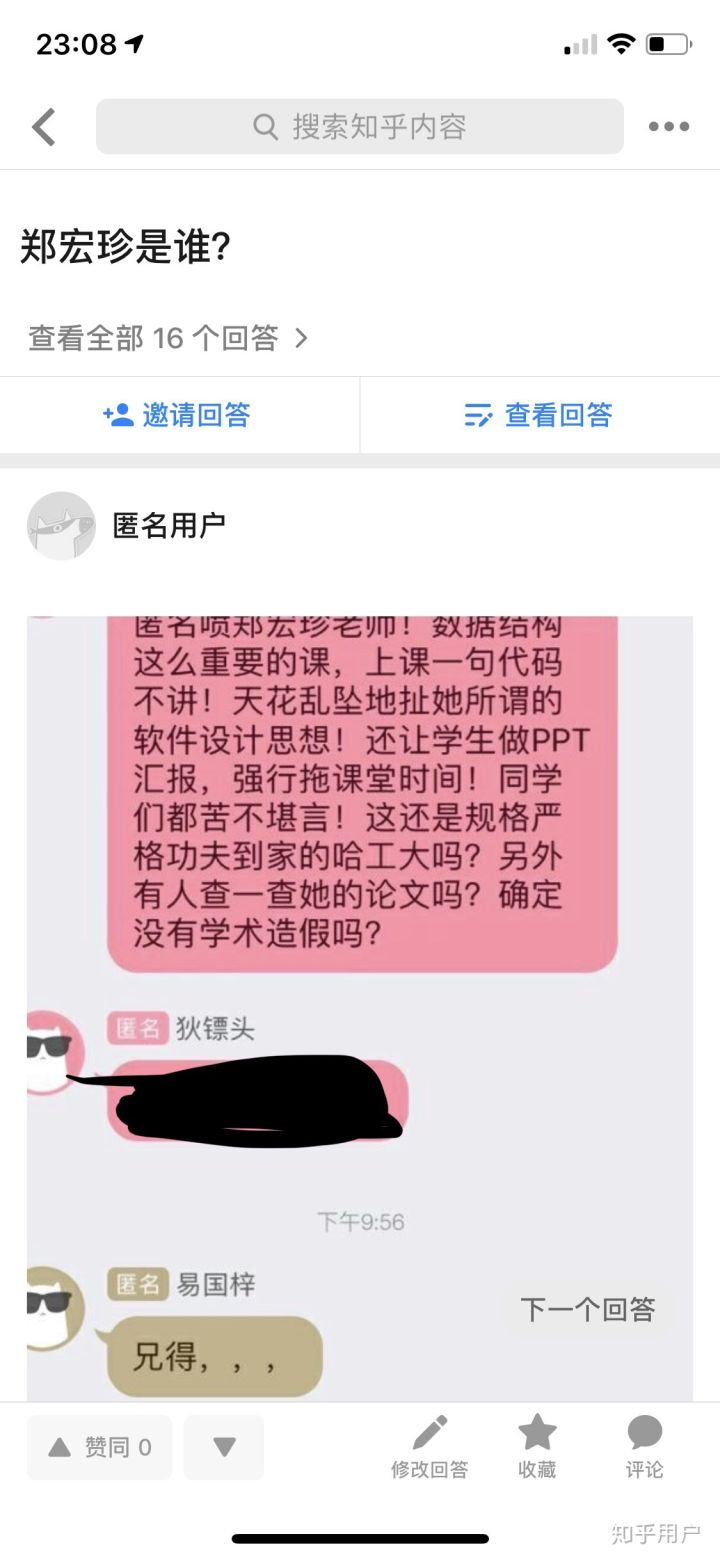 23:08
搜索知乎内容
郑宏珍是谁?
查看全部 16 个回答
邀请回答
查看回答
匿名用户
匿名喷郑宏珍老师！数据结构
这么重要的课，上课一句代码
不讲！天花乱坠地扯她所谓的
软件设计思想！还让学生做PPT
汇报，强行拖课堂时间！同学
们都苦不堪言！这还是规格严
格功夫到家的哈工大吗？另外
有人查一查她的论文吗？确定
没有学术造假吗？
匿名 狄镖头
下午9:56
匿名 易国梓
兄得，，，
下一个回答
赞同 0
修改回答
收藏
评论
知乎用户